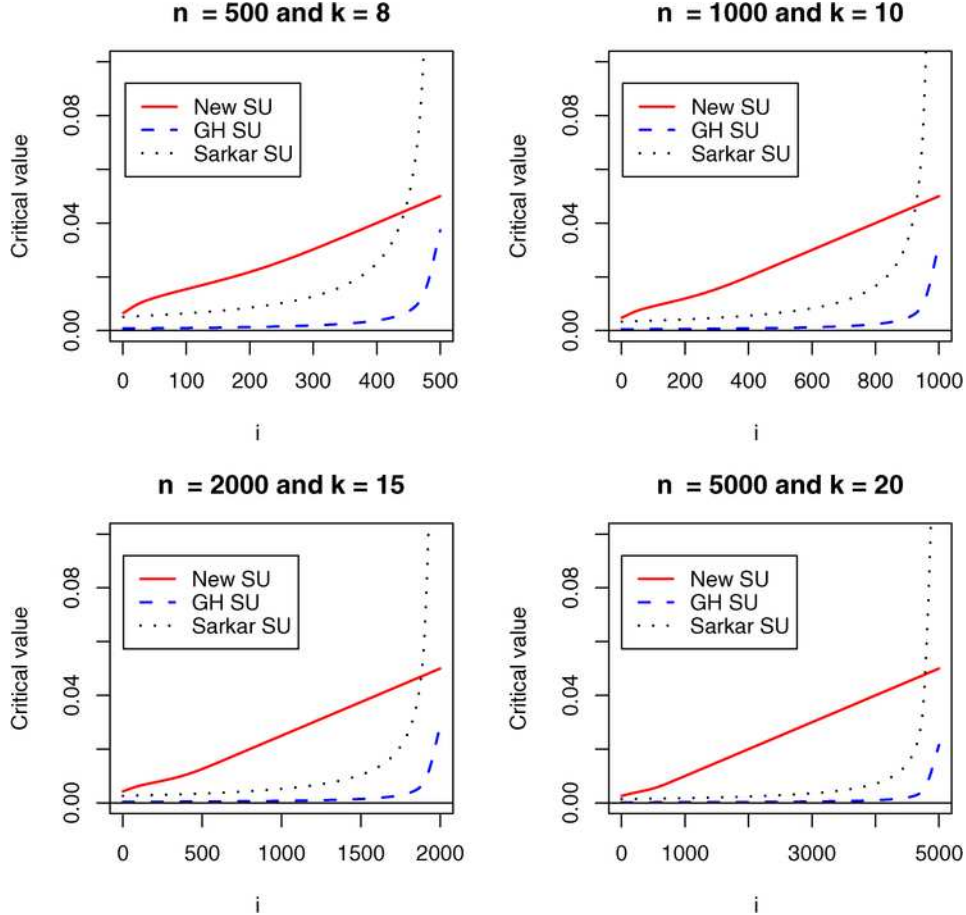 n = 500 and k = 8
Critical value
0.00 0.04 0.08
New SU
GH SU
Sarkar SU
0 100 200 300 400 500
i
n = 1000 and k = 10
Critical value
0.00 0.04 0.08
New SU
GH SU
Sarkar SU
0 200 400 600 800 1000
i
n = 2000 and k = 15
Critical value
0.00 0.04 0.08
New SU
GH SU
Sarkar SU
0 500 1000 1500 2000
i
n = 5000 and k = 20
Critical value
0.00 0.04 0.08
New SU
GH SU
Sarkar SU
0 1000 3000 5000
i